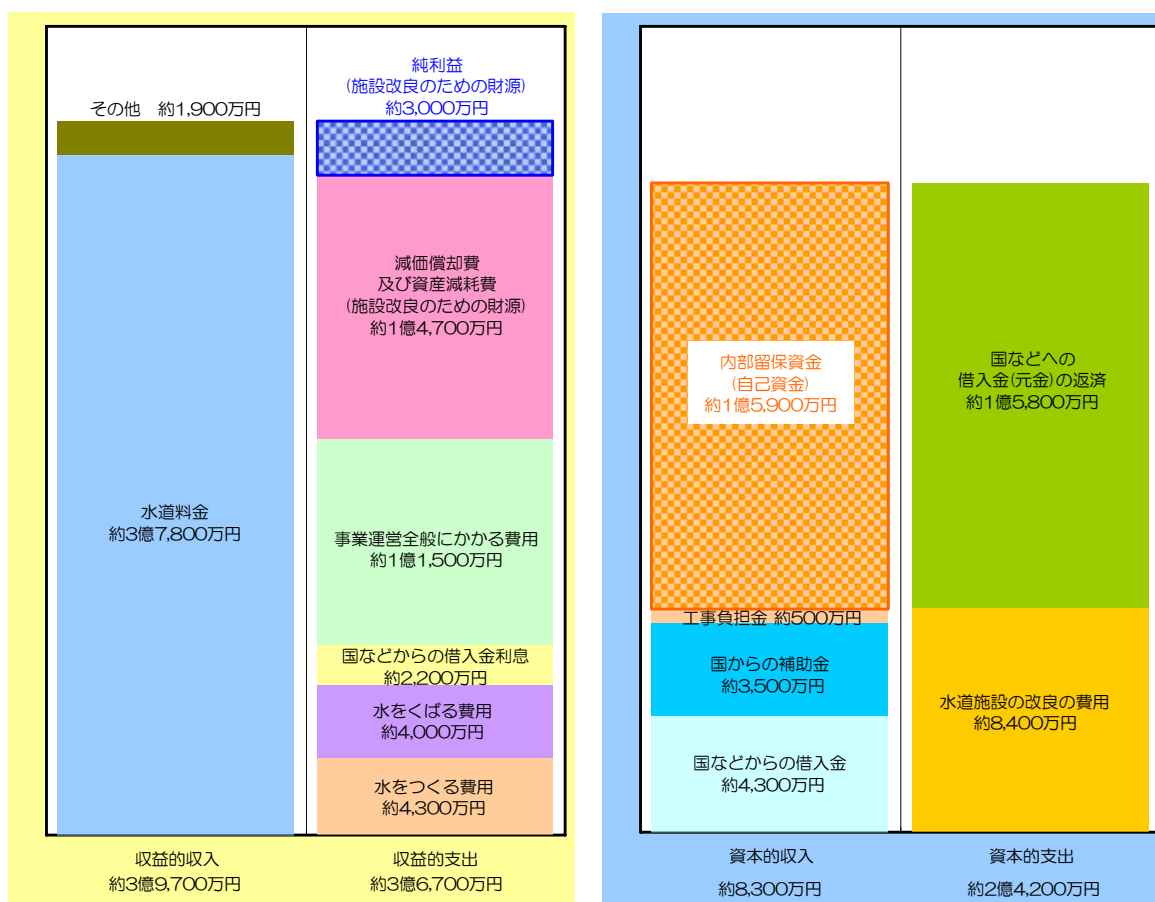 その他　約1,900万円
水道料金
約3億7,800万円
純利益
(施設改良のための財源)
約3,000万円
減価償却費
及び資産減耗費
(施設改良のための財源)
約1億4,700万円
事業運営全般にかかる費用
約1億1,500万円
国などからの借入金利息
約2,200万円
水をくばる費用
約4,000万円
水をつくる費用
約4,300万円
収益的収入
約3億9,700万円
収益的支出
約3億6,700万円
内部留保資金
(自己資金)
約1億5,900万円
工事負担金 約500万円
国からの補助金
約3,500万円
国などからの借入金
約4,300万円
国などへの
借入金(元金)の返済
約1億5,800万円
水道施設の改良の費用
約8,400万円
資本的収入
約8,300万円
資本的支出
約2億4,200万円